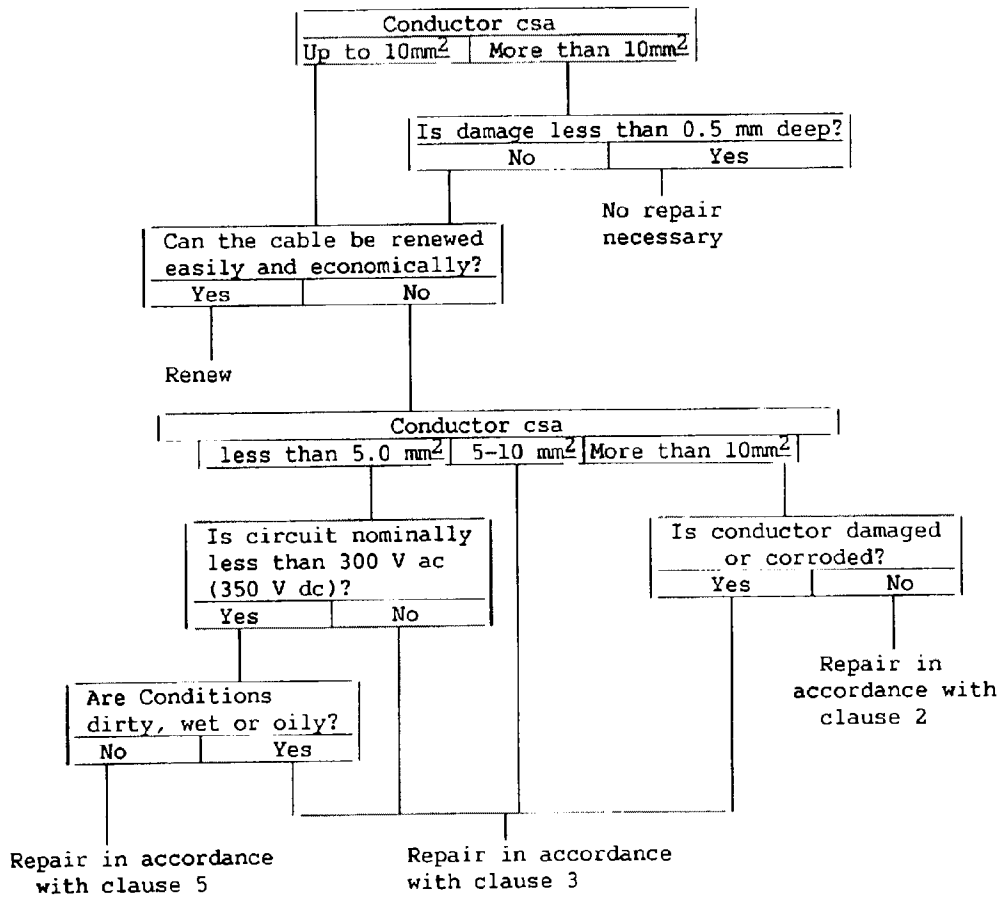 Conductor csa
Up to 10mm² More than 10mm²
Is damage less than 0.5 mm deep?
No Yes
No repair
necessary
Can the cable be renewed
easily and economically?
Yes No
Renew
Conductor csa
less than 5.0 mm² 5-10 mm² More than 10mm²
Is circuit nominally
less than 300 V ac
(350 V dc)?
Yes No
Is conductor damaged
or corroded?
Yes No
Repair in
accordance with
clause 2
Are Conditions
dirty, wet or oily?
No Yes
Repair in accordance
with clause 5
Repair in accordance
with clause 3